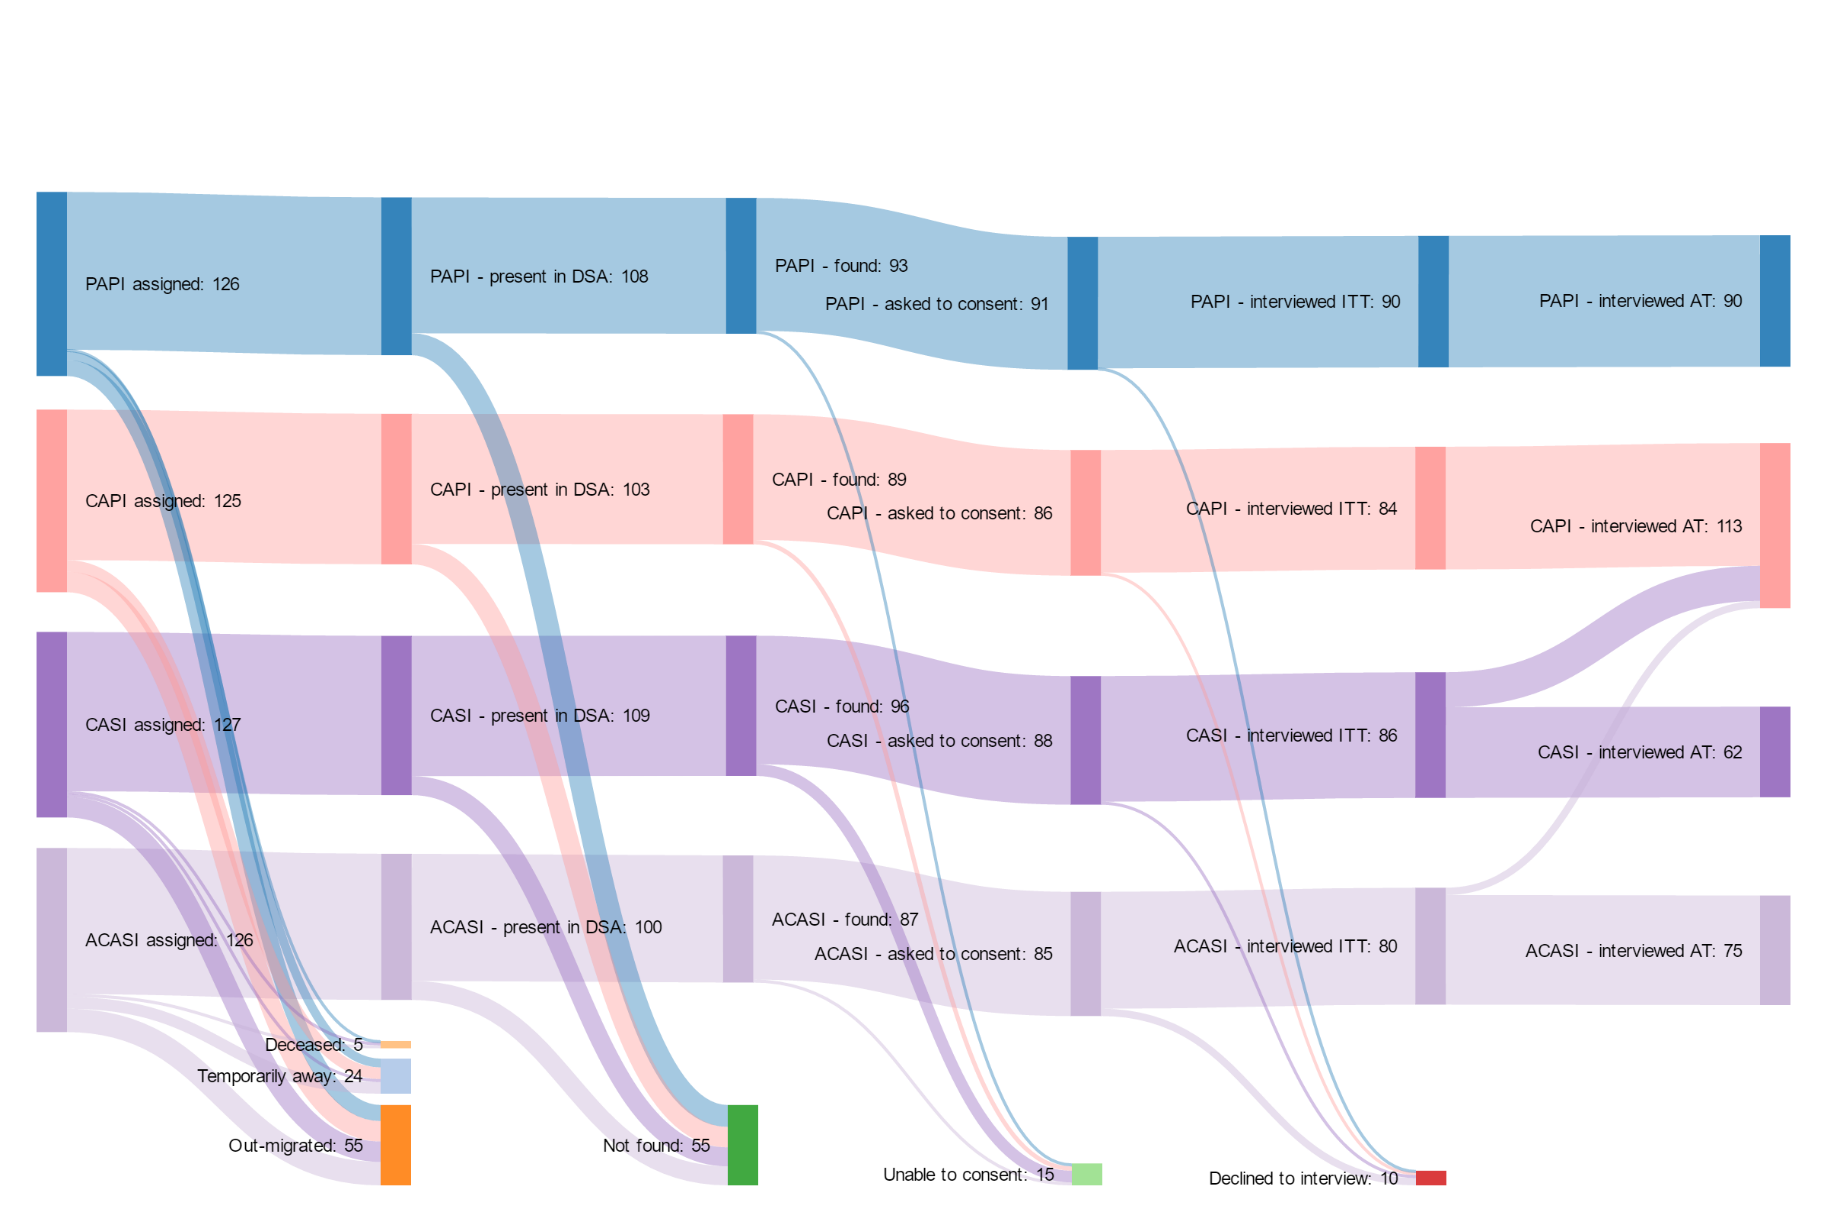 PAPI assigned: 126
PAPI - present in DSA: 108
PAPI - found: 93
PAPI - asked to consent: 91
PAPI - interviewed ITT: 90
PAPI - interviewed AT: 90
CAPI assigned: 125
CAPI - present in DSA: 103
CAPI - found: 89
CAPI - asked to consent: 86
CAPI - interviewed ITT: 84
CAPI - interviewed AT: 113
CASI assigned: 127
CASI - present in DSA: 109
CASI - found: 96
CASI - asked to consent: 88
CASI - interviewed ITT: 86
CASI - interviewed AT: 62
ACASI assigned: 126
ACASI - present in DSA: 100
ACASI - found: 87
ACASI - asked to consent: 85
ACASI - interviewed ITT: 80
ACASI - interviewed AT: 75
Deceased: 5
Temporarily away: 24
Out-migrated: 55
Not found: 55
Unable to consent: 15
Declined to interview: 10